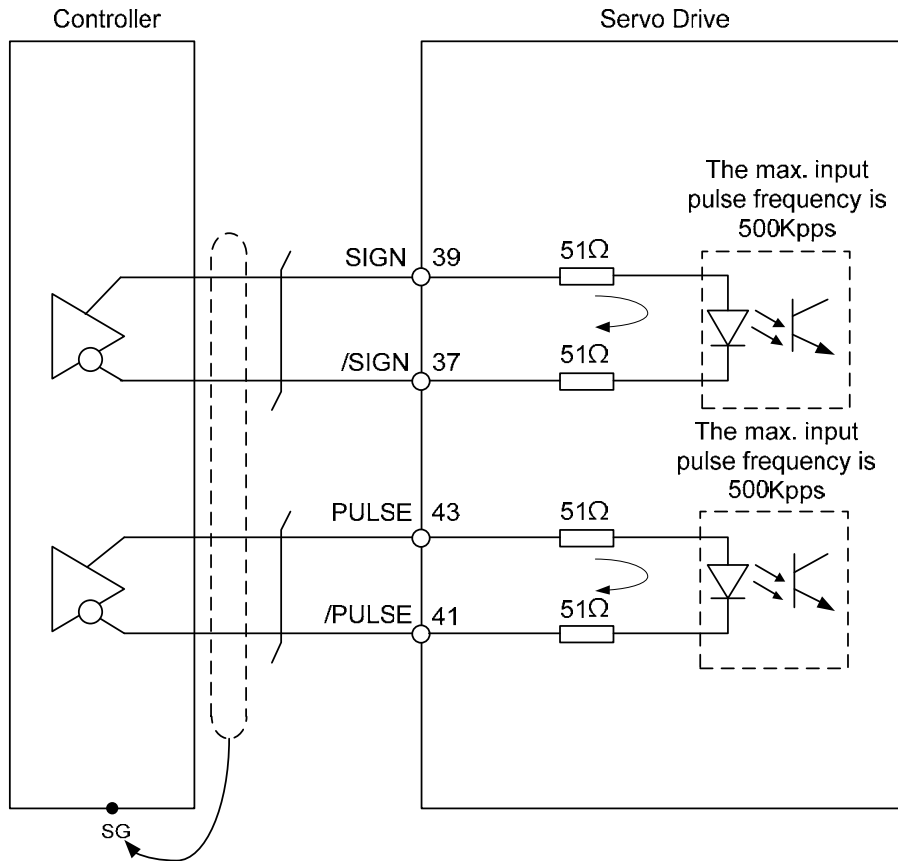 Controller
Servo Drive
The max. input
pulse frequency is
500Kpps
SIGN
39
51Ω
/SIGN
37
51Ω
The max. input
pulse frequency is
500Kpps
PULSE
43
51Ω
/PULSE
41
51Ω
SG